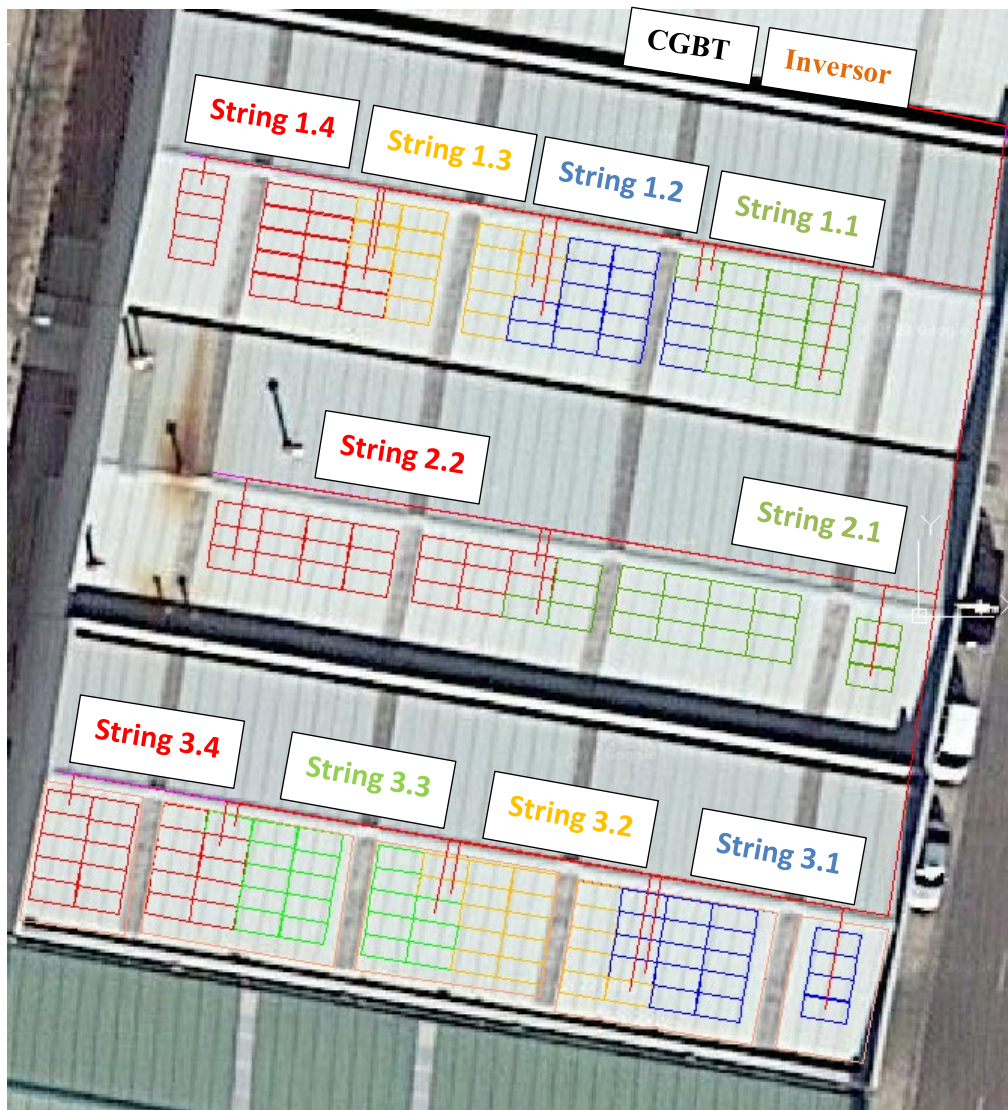 CGBT
Inversor
String 1.4
String 1.3
String 1.2
String 1.1
String 2.2
String 2.1
String 3.4
String 3.3
String 3.2
String 3.1
Y